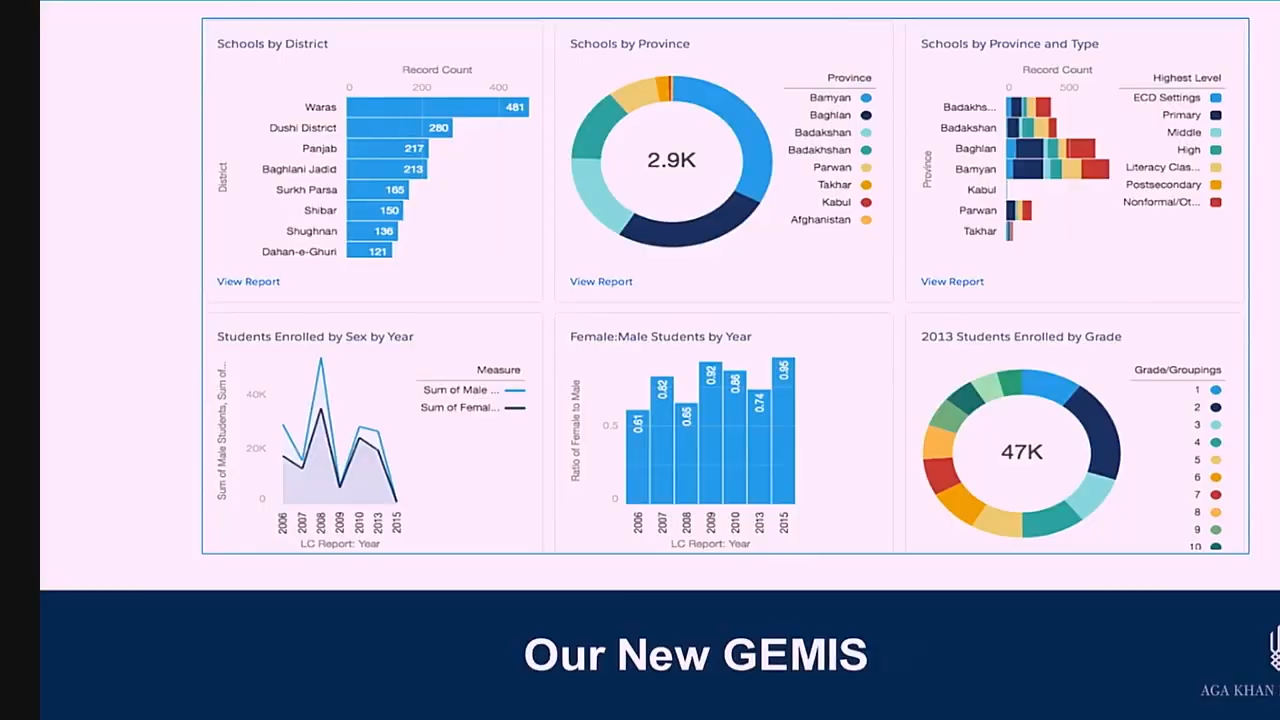 Schools by District
Record Count
0 200 400
District
Waras 481
Dushi District 280
Panjab 217
Baghlani Jadid 213
Surkh Parsa 165
Shibar 150
Shughnan 136
Dahan-e-Ghuri 121
View Report
Schools by Province
2.9K
Province
Bamyan
Baghlan
Badakshan
Badakhshan
Parwan
Takhar
Kabul
Afghanistan
View Report
Schools by Province and Type
Record Count
0 500
Province
Badakhs...
Badakshan
Baghlan
Bamyan
Kabul
Parwan
Takhar
Highest Level
ECD Settings
Primary
Middle
High
Literacy Clas...
Postsecondary
Nonformal/Ot...
View Report
Students Enrolled by Sex by Year
Sum of Male Students, Sum of...
40K
20K
0
2006 2007 2008 2009 2010 2013 2015
LC Report: Year
Measure
Sum of Male ...
Sum of Femal...
Female:Male Students by Year
Ratio of Female to Male
0.5
0
0.61 0.82 0.65 0.92 0.86 0.74 0.95
2006 2007 2008 2009 2010 2013 2015
LC Report: Year
2013 Students Enrolled by Grade
47K
Grade/Groupings
1
2
3
4
5
6
7
8
9
10
Our New GEMIS
AGA KHAN